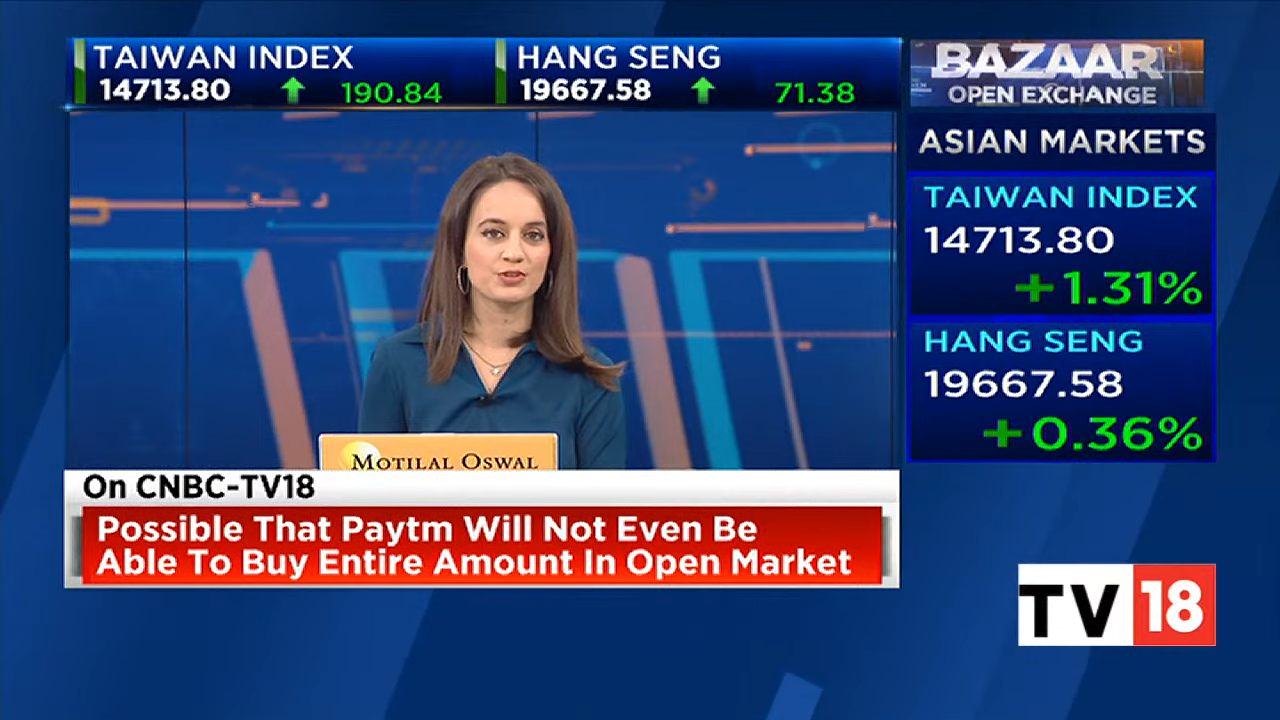 TAIWAN INDEX
14713.80 190.84
HANG SENG
19667.58 71.38
BAZAAR
OPEN EXCHANGE
ASIAN MARKETS
TAIWAN INDEX
14713.80
+1.31%
HANG SENG
19667.58
+0.36%
MOTILAL OSWAL
On CNBC-TV18
Possible That Paytm Will Not Even Be
Able To Buy Entire Amount In Open Market
TV18